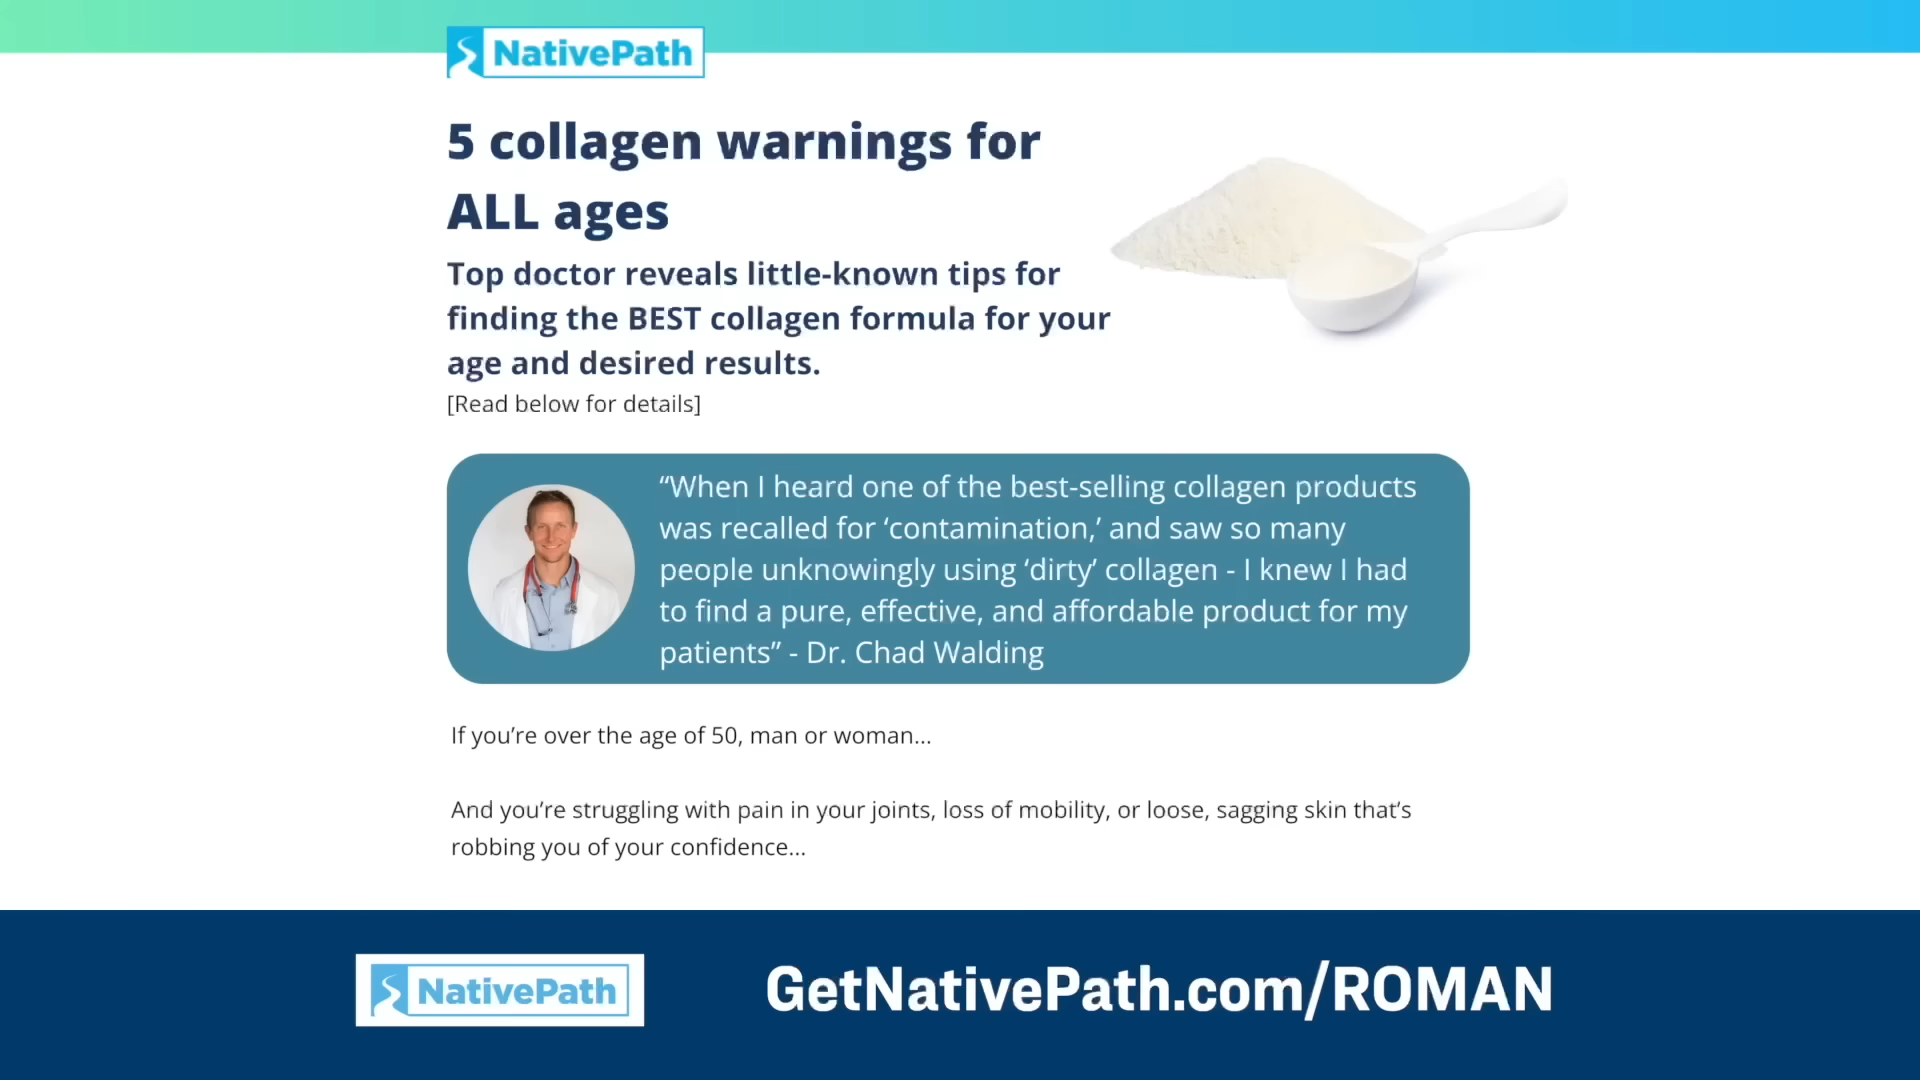 NativePath
5 collagen warnings for
ALL ages
Top doctor reveals little-known tips for
finding the BEST collagen formula for your
age and desired results.
[Read below for details]
“When I heard one of the best-selling collagen products
was recalled for ‘contamination,’ and saw so many
people unknowingly using ‘dirty’ collagen - I knew I had
to find a pure, effective, and affordable product for my
patients” - Dr. Chad Walding
If you’re over the age of 50, man or woman...
And you’re struggling with pain in your joints, loss of mobility, or loose, sagging skin that’s
robbing you of your confidence...
NativePath
GetNativePath.com/ROMAN